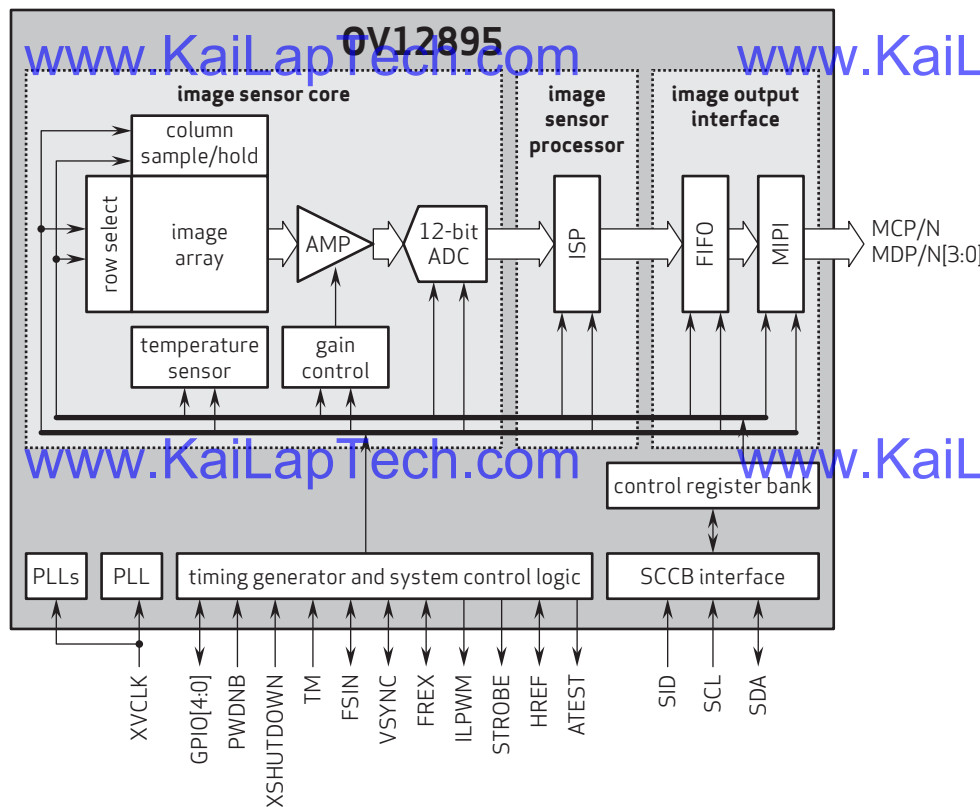 OV12895
www.KaiLapTech.com
www.KaiL
image sensor core
image
sensor
processor
image output
interface
column
sample/hold
row select
image
array
AMP
12-bit
ADC
ISP
FIFO
MIPI
MCP/N
MDP/N[3:0]
temperature
sensor
gain
control
www.KaiLapTech.com
www.KaiL
control register bank
PLLs
PLL
timing generator and system control logic
SCCB interface
XVCLK
GPIO[4:0]
PWDNB
XSHUTDOWN
TM
FSIN
VSYNC
FREX
ILPWM
STROBE
HREF
ATEST
SID
SCL
SDA